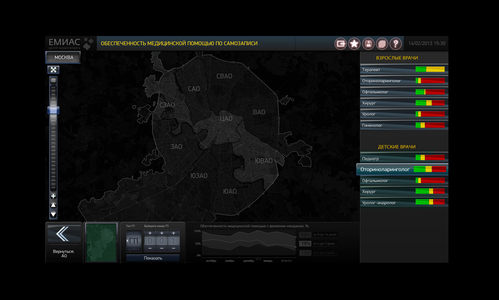 ЕМИАС
ОБЕСПЕЧЕННОСТЬ МЕДИЦИНСКОЙ ПОМОЩЬЮ ПО САМОЗАПИСИ
14/02/2013 15:20
МОСКВА
ВЗРОСЛЫЕ ВРАЧИ
Терапевт
Оториноларинголог
Офтальмолог
Хирург
Уролог
Гинеколог
ДЕТСКИЕ ВРАЧИ
Педиатр
Оториноларинголог
Офтальмолог
Хирург
Уролог-андролог
СВАО
САО
СЗАО
ВАО
ЦАО
ЗАО
ЮВАО
ЮЗАО
ЮАО
Вернуться
АО
Показать